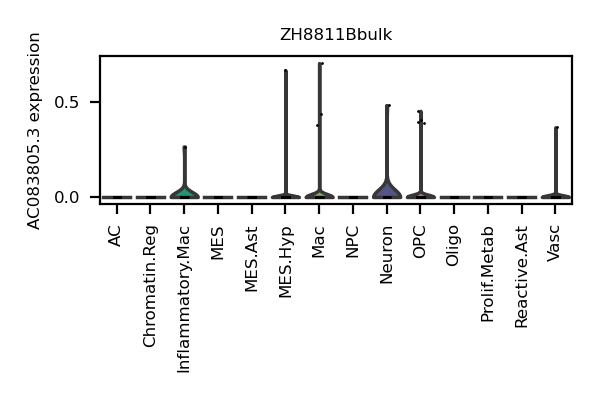 ZH8811Bbulk
AC083805.3 expression
0.5
0.0
AC
Chromatin.Reg
Inflammatory.Mac
MES
MES.Ast
MES.Hyp
Mac
NPC
Neuron
OPC
Oligo
Prolif.Metab
Reactive.Ast
Vasc